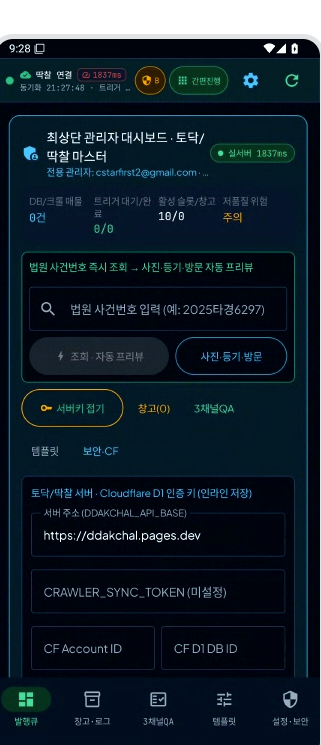 9:28
딱찰 연결 1837ms 8 간편진행
동기화 21:27:48 · 트리거 …
최상단 관리자 대시보드 · 토닥/
딱찰 마스터
실서버 1837ms
전용 관리자: cstarfirst2@gmail.com · …
DB/크롤 매물 트리거 대기/완료 활성 슬롯/창고 저품질 위험
0건 0/0 10/0 주의
법원 사건번호 즉시 조회 → 사진·등기·방문 자동 프리뷰
법원 사건번호 입력 (예: 2025타경6297)
조회 · 자동 프리뷰 사진·등기·방문
서버키 접기 창고(0) 3채널QA
템플릿 보안·CF
토닥/딱찰 서버 · Cloudflare D1 인증 키 (인라인 저장)
서버 주소 (DDAKCHAL_API_BASE)
https://ddakchal.pages.dev
CRAWLER_SYNC_TOKEN (미설정)
CF Account ID CF D1 DB ID
발행큐 창고·로그 3채널QA 템플릿 설정·보안